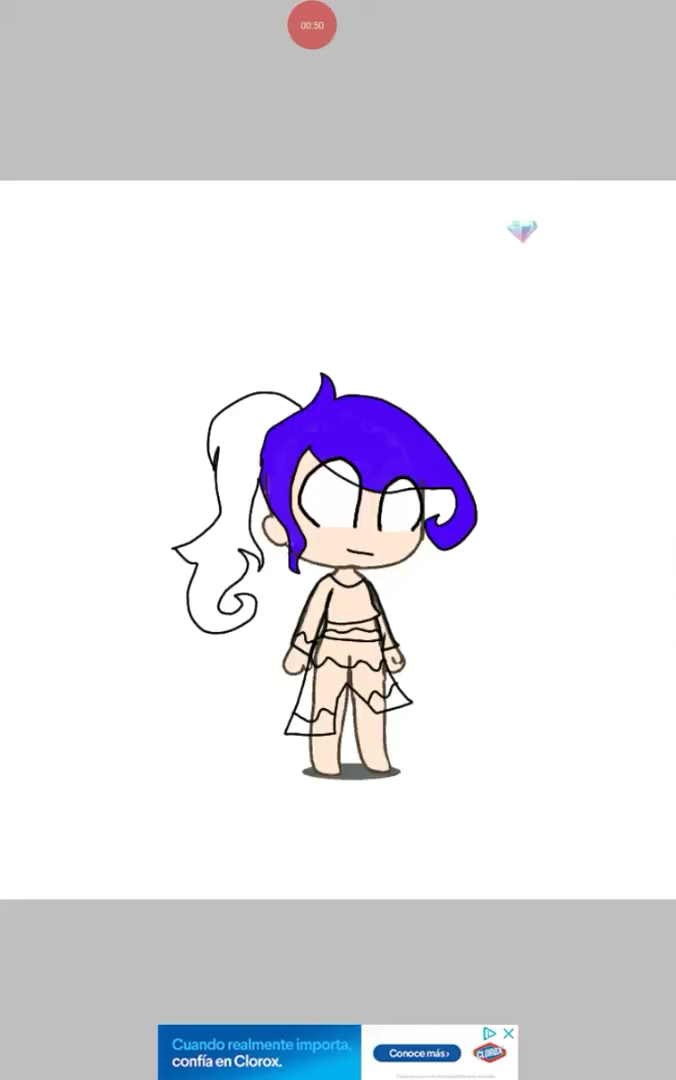 00:50
Cuando realmente importa,
confía en Clorox.
Conoce más ›
CLOROX